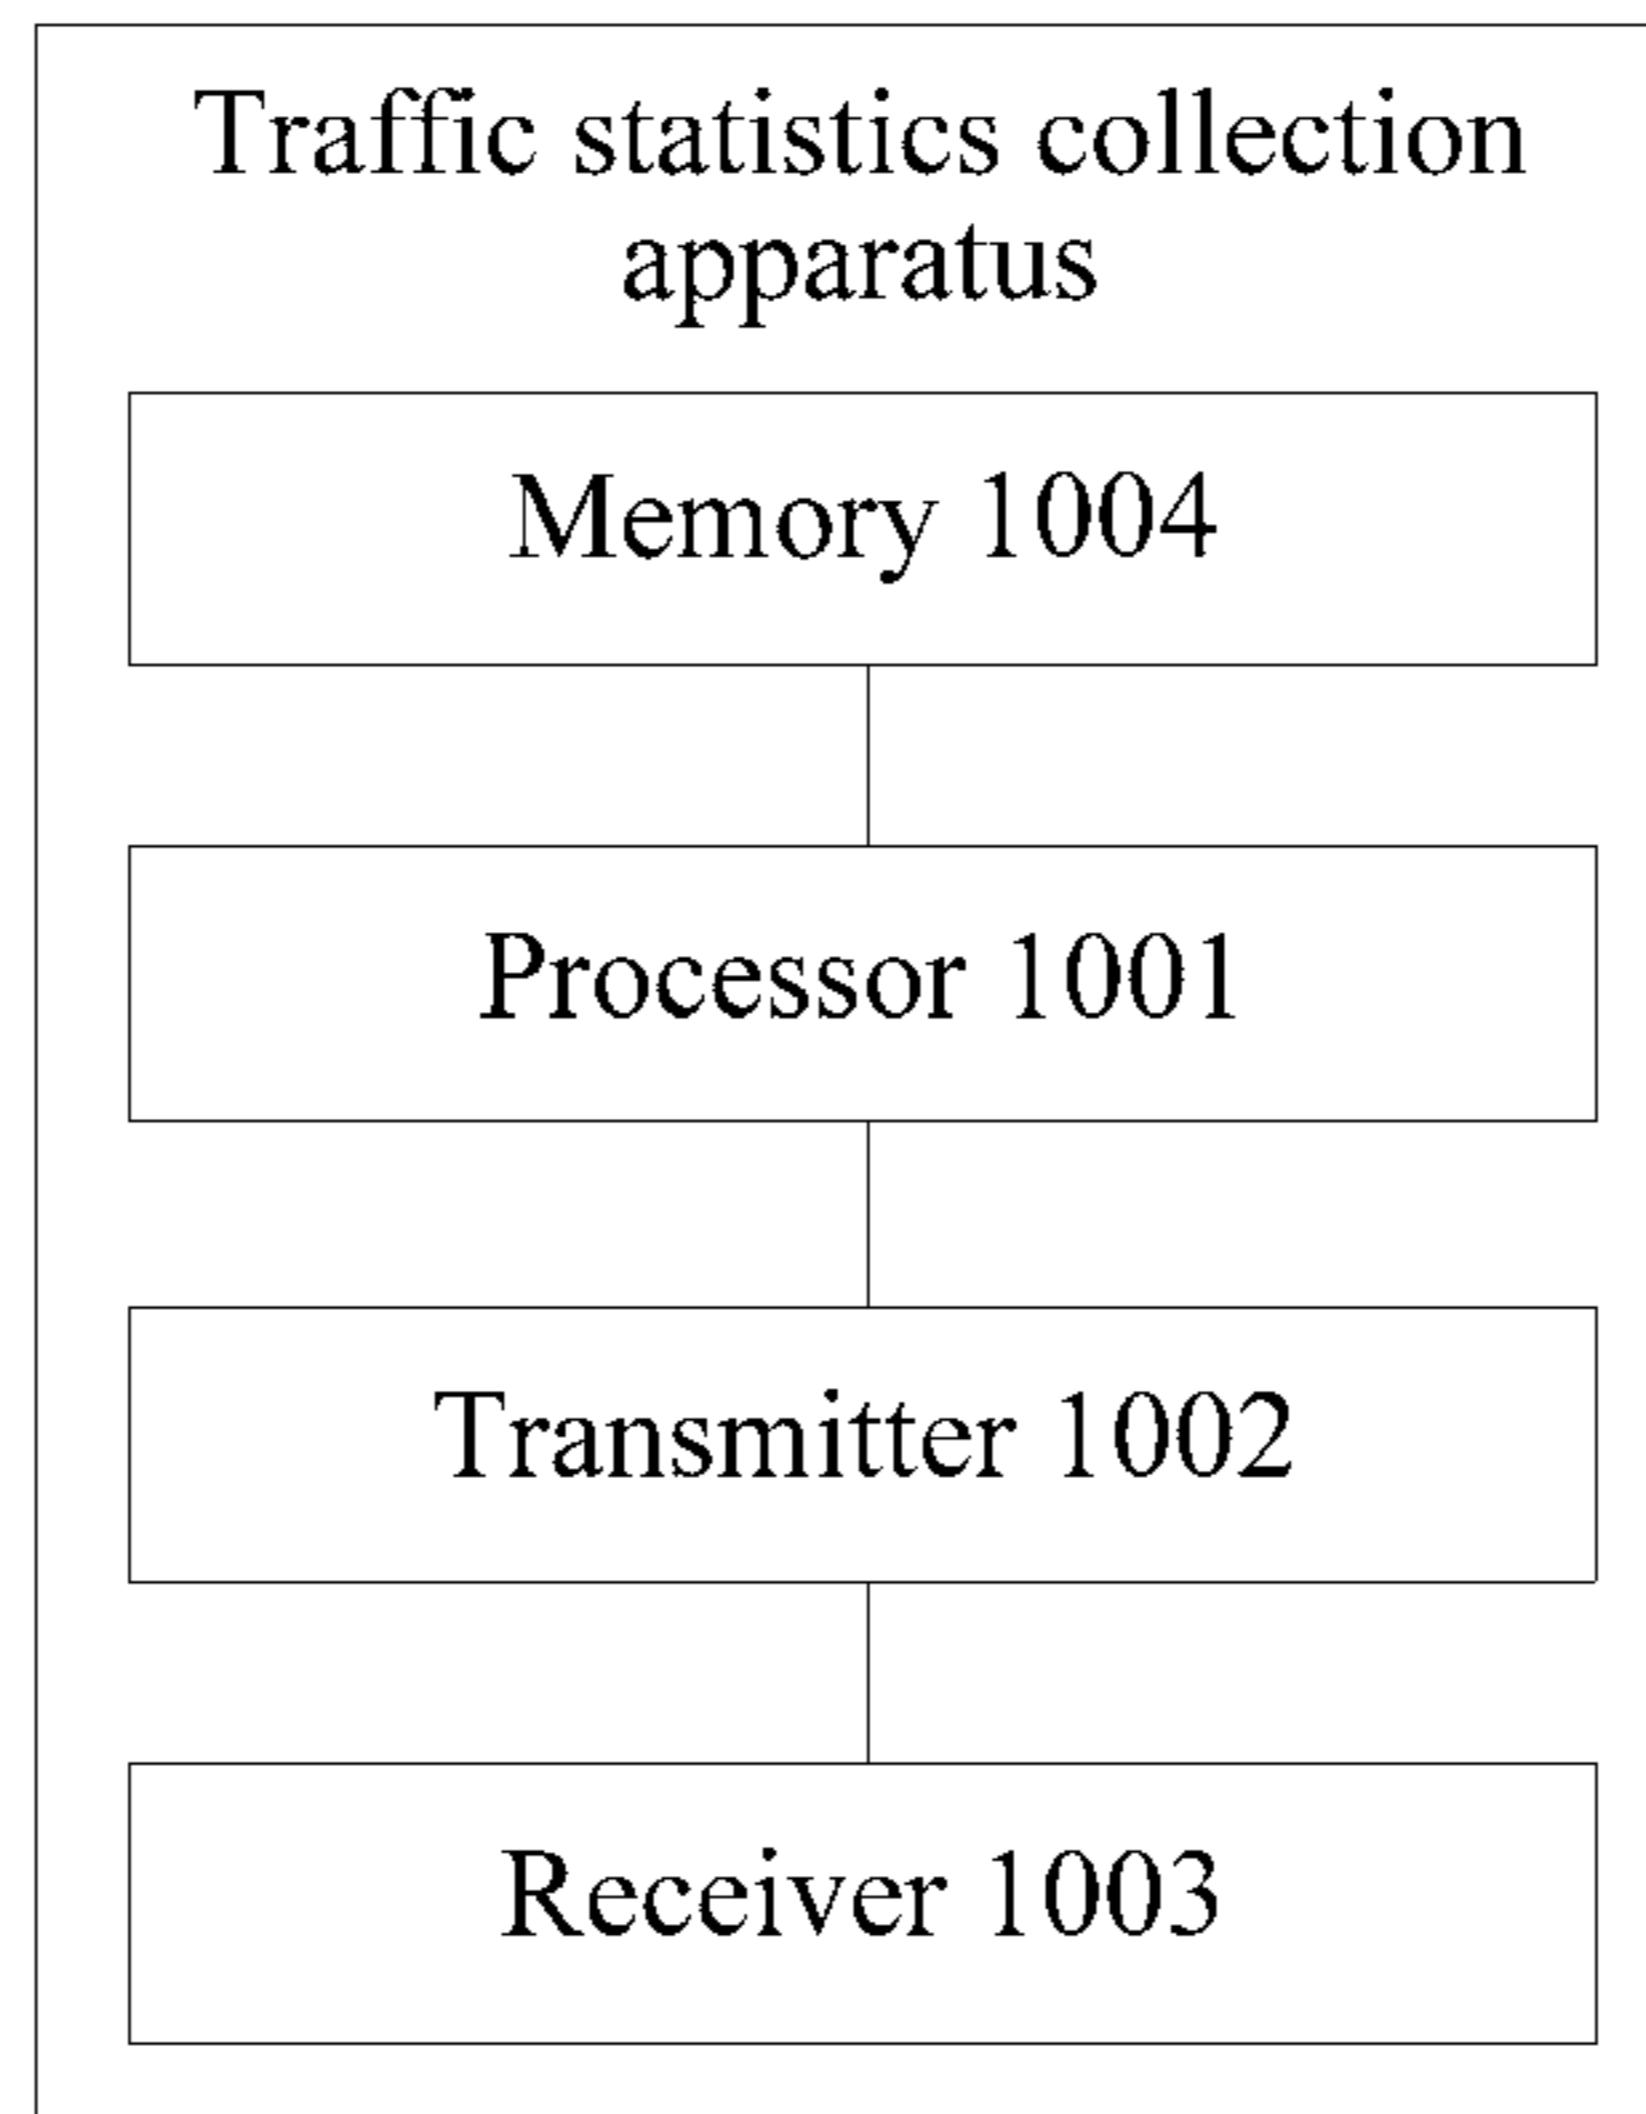 Traffic statistics collection
apparatus
Memory 1004
Processor 1001
Transmitter 1002
Receiver 1003